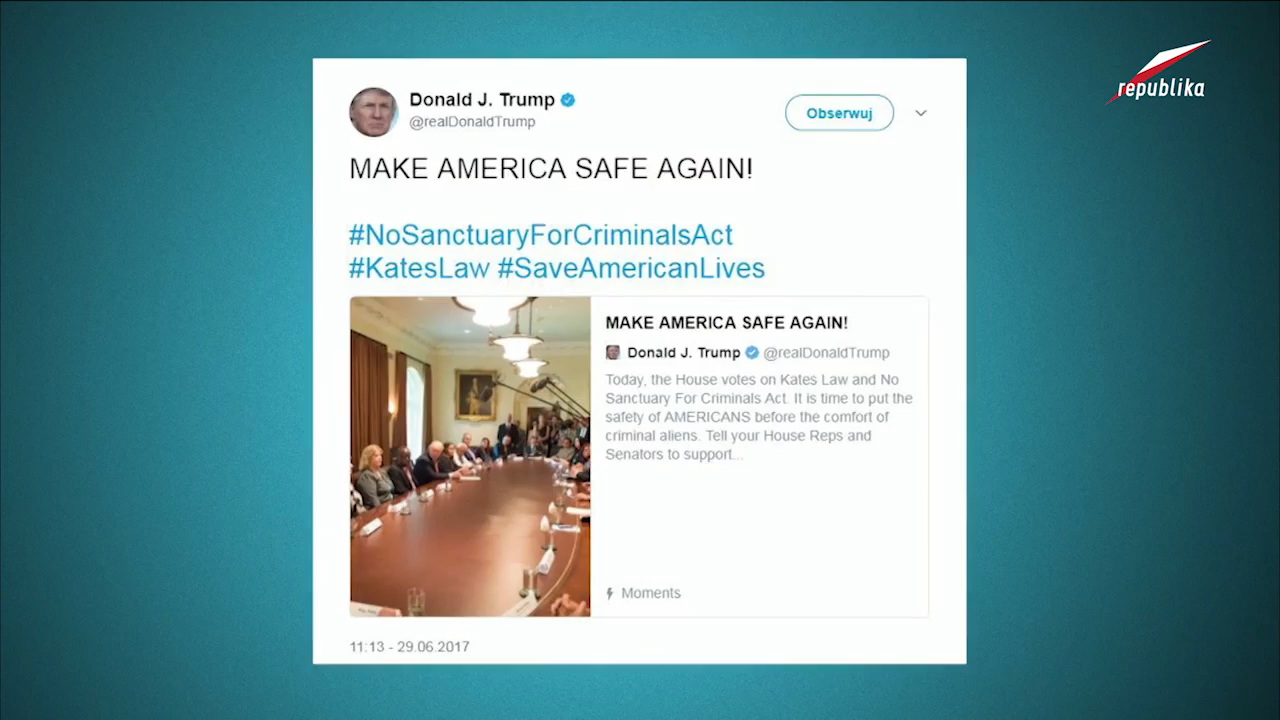 republika
Donald J. Trump
@realDonaldTrump
Obserwuj
MAKE AMERICA SAFE AGAIN!
#NoSanctuaryForCriminalsAct
#KatesLaw #SaveAmericanLives
MAKE AMERICA SAFE AGAIN!
Donald J. Trump @realDonaldTrump
Today, the House votes on Kates Law and No
Sanctuary For Criminals Act. It is time to put the
safety of AMERICANS before the comfort of
criminal aliens. Tell your House Reps and
Senators to support...
Moments
11:13 - 29.06.2017